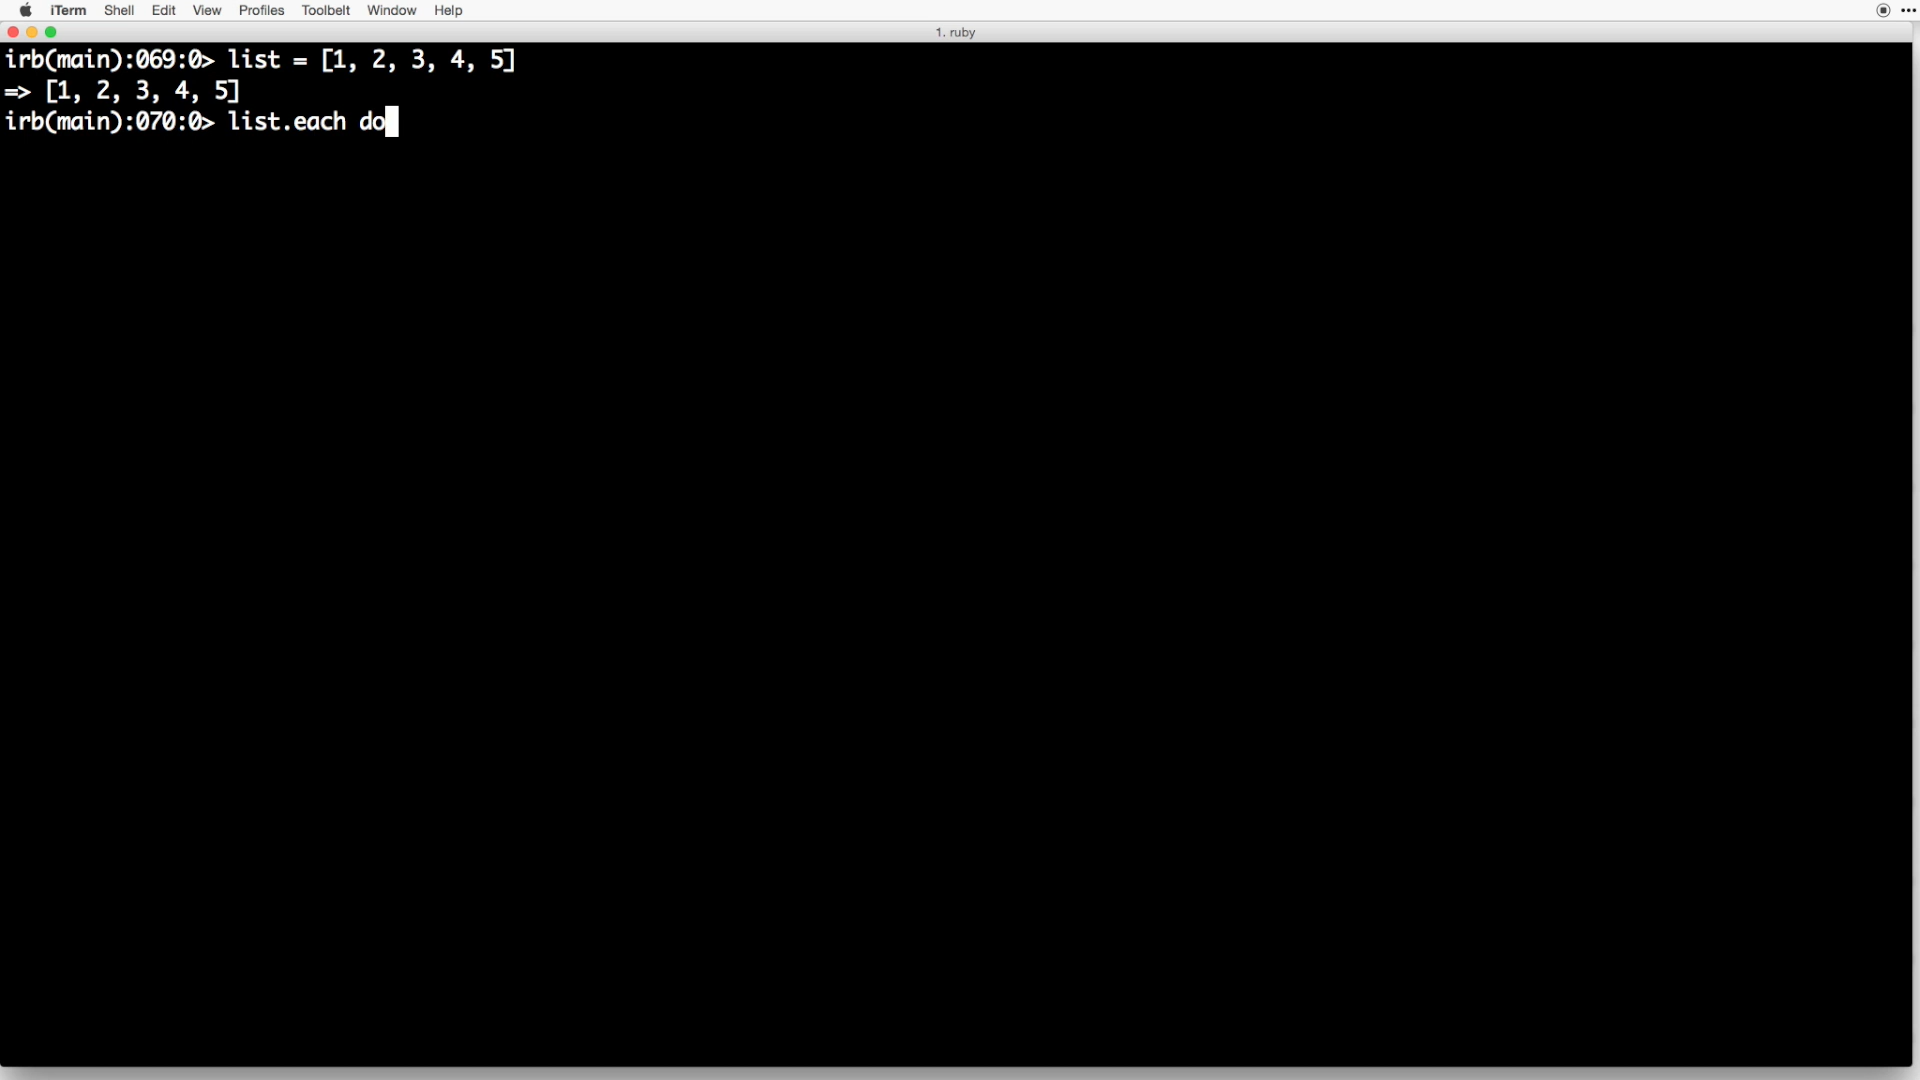 iTerm Shell Edit View Profiles Toolbelt Window Help
1. ruby
irb(main):069:0> list = [1, 2, 3, 4, 5]
=> [1, 2, 3, 4, 5]
irb(main):070:0> list.each do